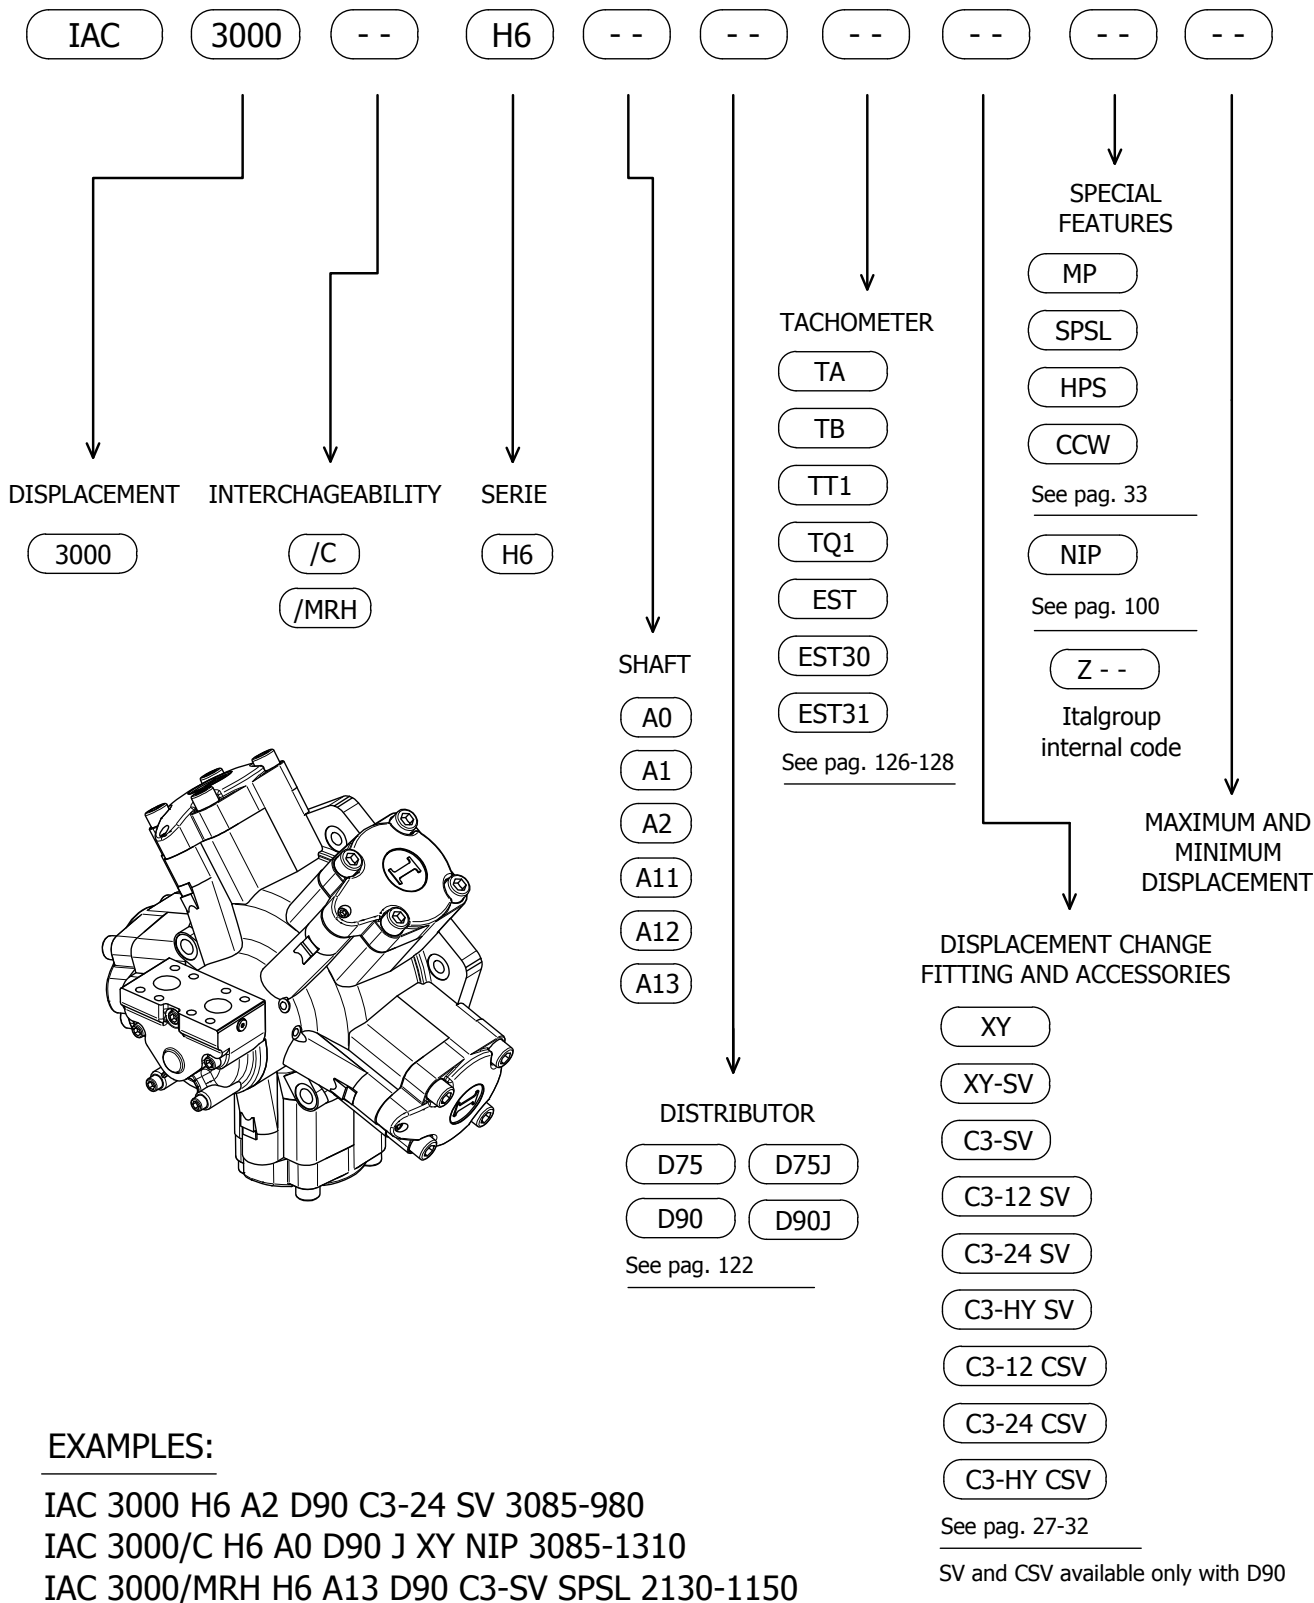 IAC 3000 - - H6 - - - - - - - - - - - -
SPECIAL
FEATURES
MP
SPSL
HPS
CCW
See pag. 33
NIP
See pag. 100
Z - -
Italgroup
internal code
TACHOMETER
TA
TB
TT1
TQ1
EST
EST30
EST31
See pag. 126-128
DISPLACEMENT
3000
INTERCHAGEABILITY
/C
/MRH
SERIE
H6
SHAFT
A0
A1
A2
A11
A12
A13
MAXIMUM AND
MINIMUM
DISPLACEMENT
DISPLACEMENT CHANGE
FITTING AND ACCESSORIES
XY
XY-SV
C3-SV
C3-12 SV
C3-24 SV
C3-HY SV
C3-12 CSV
C3-24 CSV
C3-HY CSV
See pag. 27-32
SV and CSV available only with D90
DISTRIBUTOR
D75 D75J
D90 D90J
See pag. 122
I
I
EXAMPLES:
IAC 3000 H6 A2 D90 C3-24 SV 3085-980
IAC 3000/C H6 A0 D90 J XY NIP 3085-1310
IAC 3000/MRH H6 A13 D90 C3-SV SPSL 2130-1150